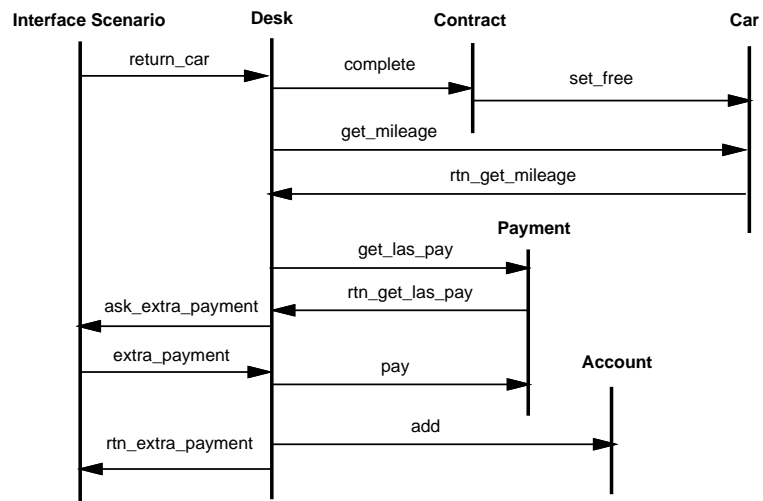 Interface Scenario
Desk
Contract
Car
return_car
complete
set_free
get_mileage
rtn_get_mileage
Payment
get_las_pay
rtn_get_las_pay
ask_extra_payment
extra_payment
pay
Account
add
rtn_extra_payment